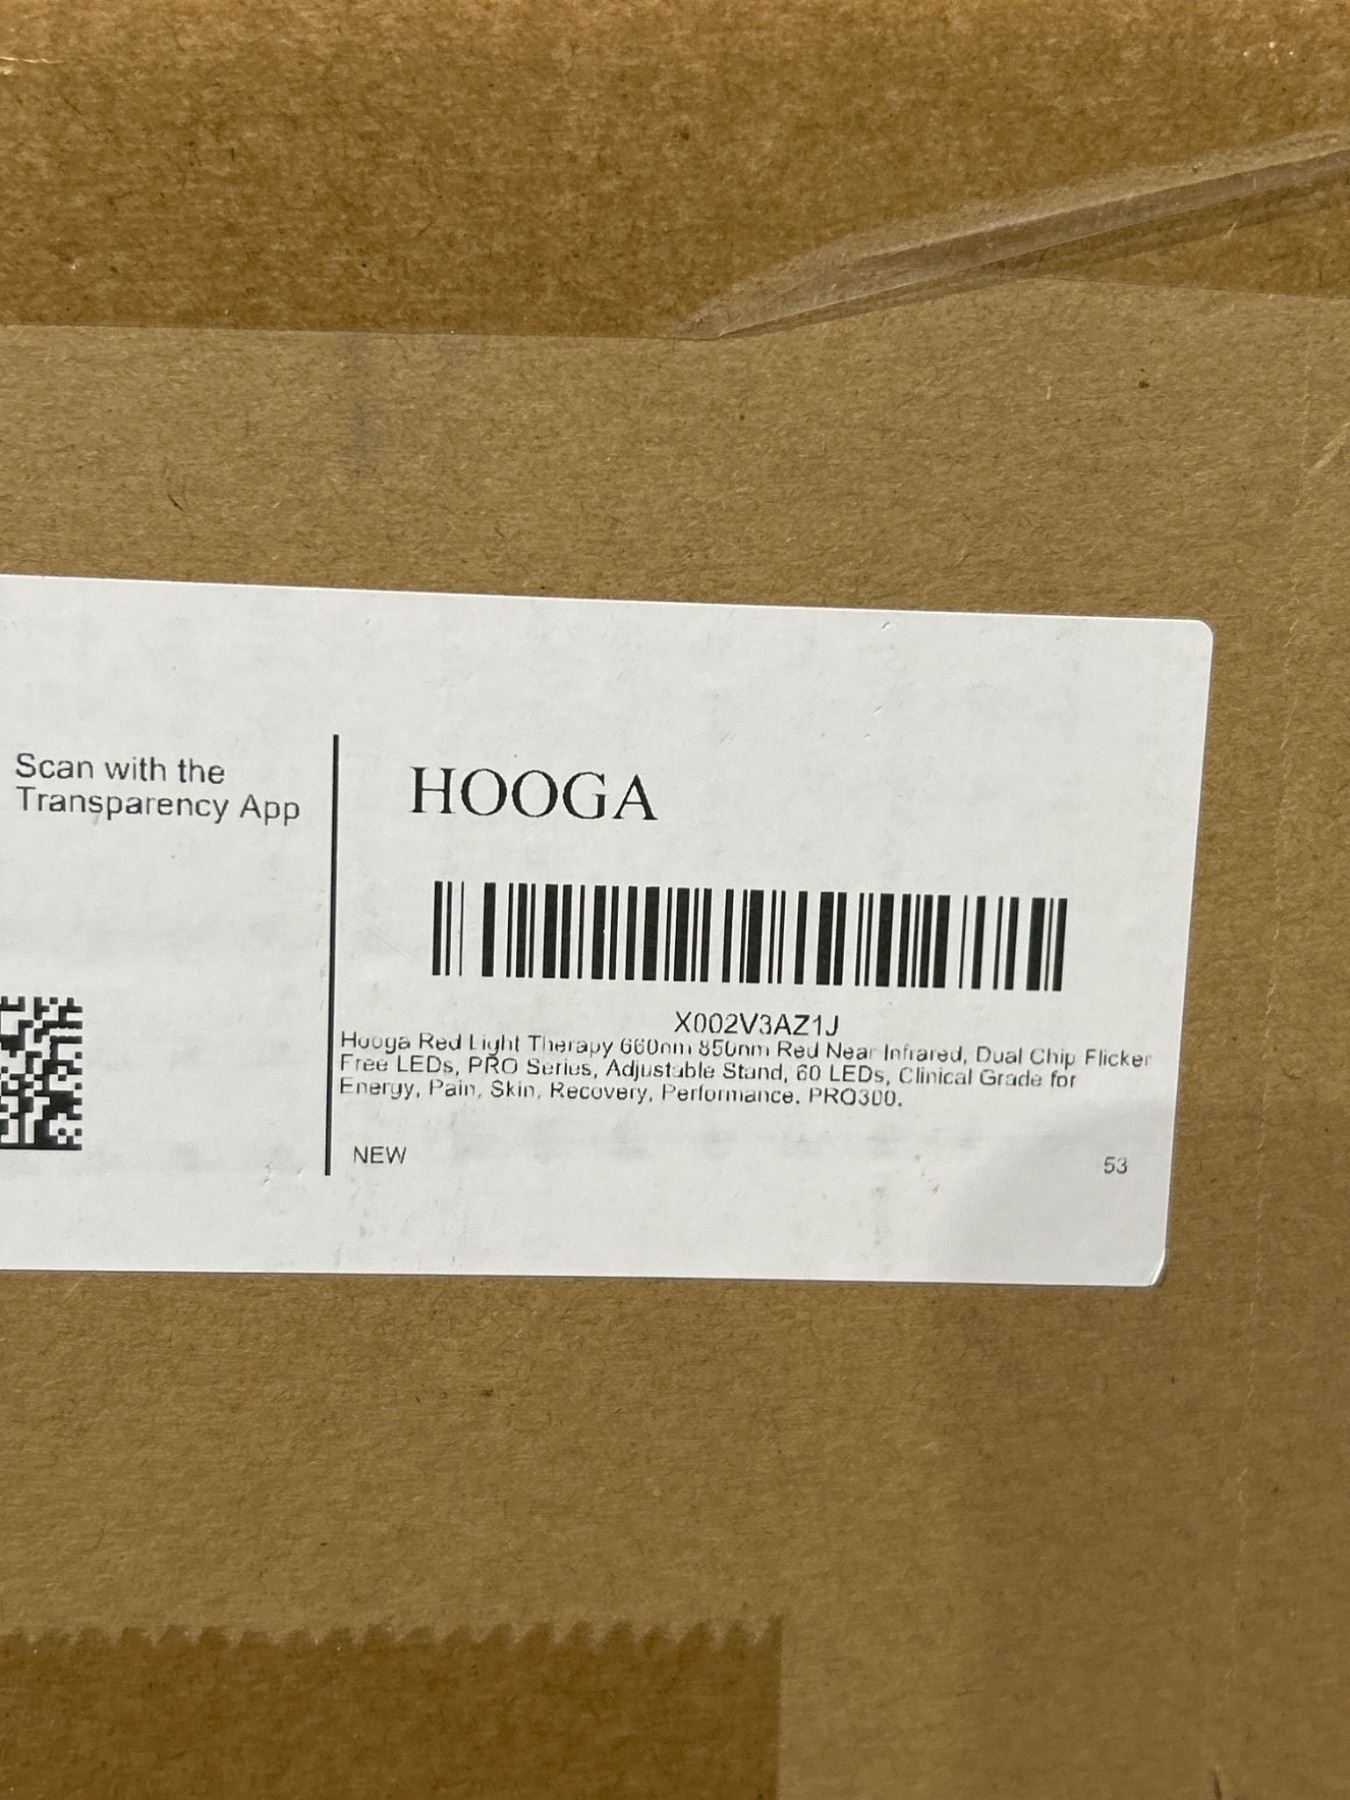 Scan with the
Transparency App
HOOGA
X002V3AZ1J
Hooga Red Light Therapy 660nm 850nm Red Near Infrared, Dual Chip Flicker
Free LEDs, PRO Series, Adjustable Stand, 60 LEDs, Clinical Grade for
Energy, Pain, Skin, Recovery, Performance. PRO300.
NEW
53